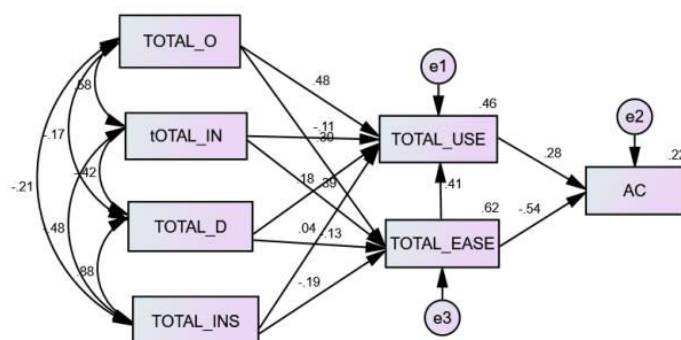 TOTAL_O
e1
.58
.48
.46
e2
-.17
tOTAL_IN
-.11
.30
TOTAL_USE
.28
.22
-.21
-.42
.18
.39
.41
AC
TOTAL_D
.04
-.13
.62
-.54
-.48
TOTAL_EASE
.88
-.19
TOTAL_INS
e3